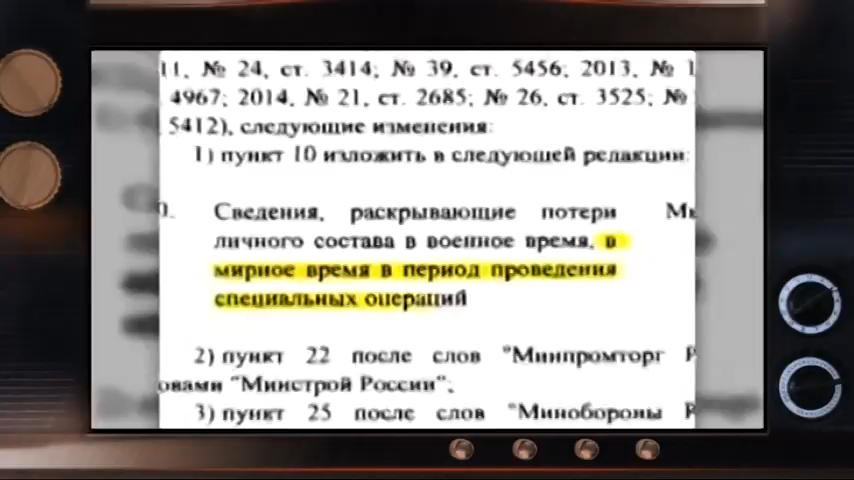 11, № 24, ст. 3414; № 39, ст. 5456; 2013, № 1
4967; 2014, № 21, ст. 2685; № 26, ст. 3525; №
5412), следующие изменения:
1) пункт 10 изложить в следующей редакции:
0. Сведения, раскрывающие потери Ми
личного состава в военное время, в
мирное время в период проведения
специальных операций
2) пункт 22 после слов "Минпромторг Р
овами "Минстрой России";
3) пункт 25 после слов "Минобороны Р